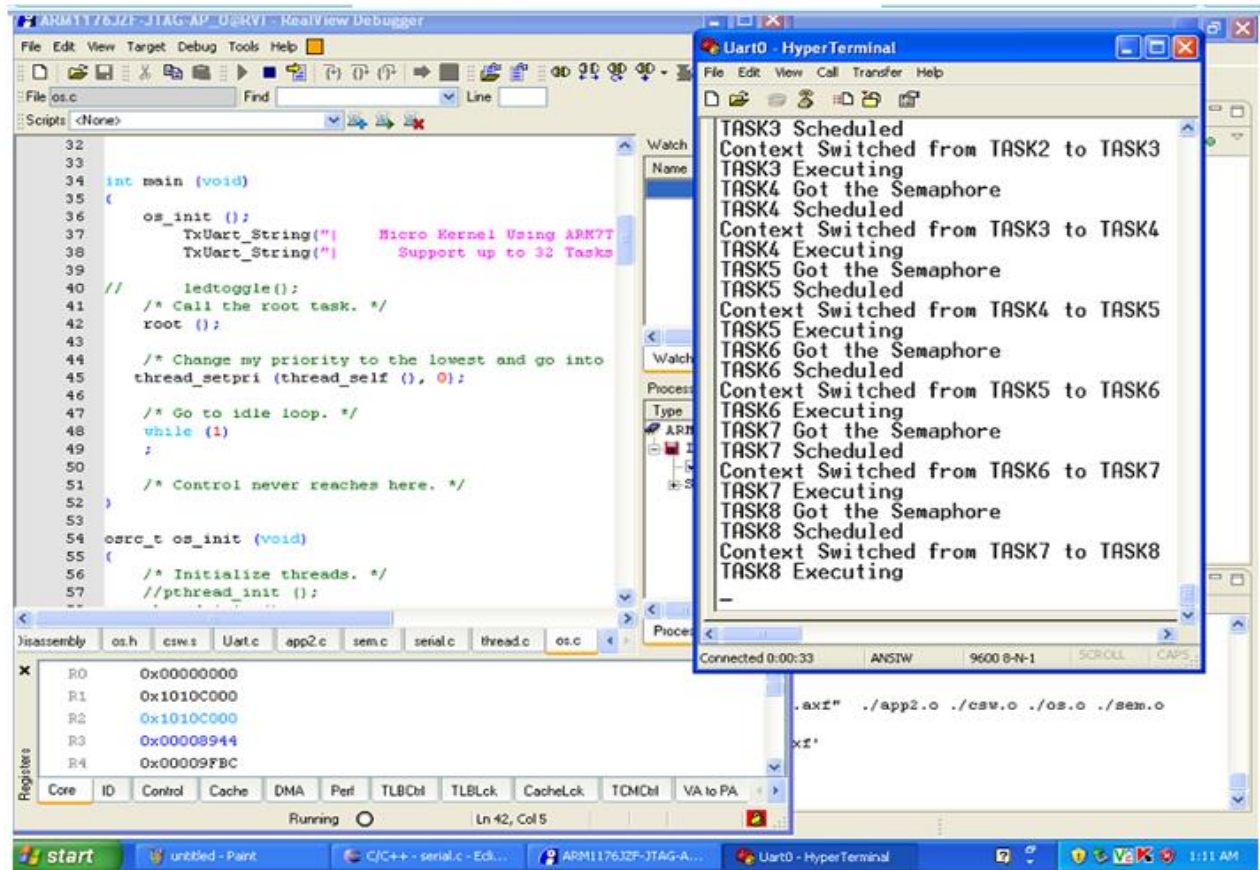 ARM1176JZF-JTAG-AP_0@RVI - RealView Debugger
File Edit View Target Debug Tools Help
File os.c Find Line
Scripts <None>
32
33
34 int main (void)
35 {
36 os_init ();
37 TxUart_String("| Micro Kernel Using ARM7T
38 TxUart_String("| Support up to 32 Tasks
39
40 // ledtoggle();
41 /* Call the root task. */
42 root ();
43
44 /* Change my priority to the lowest and go into
45 thread_setpri (thread_self (), 0);
46
47 /* Go to idle loop. */
48 while (1)
49 ;
50
51 /* Control never reaches here. */
52 }
53
54 osrc_t os_init (void)
55 {
56 /* Initialize threads. */
57 //pthread_init ();
Disassembly os.h csw.s Uart.c app2.c sem.c serial.c thread.c os.c
Watch
Name
Watch
Process
Type
ARM
Proces
Registers
R0 0x00000000
R1 0x1010C000
R2 0x1010C000
R3 0x00008944
R4 0x00009FBC
Core ID Control Cache DMA Perf TLBCtrl TLBLck CacheLck TCMCtrl VA to PA
Running Ln 42, Col 5
Uart0 - HyperTerminal
File Edit View Call Transfer Help
TASK3 Scheduled
Context Switched from TASK2 to TASK3
TASK3 Executing
TASK4 Got the Semaphore
TASK4 Scheduled
Context Switched from TASK3 to TASK4
TASK4 Executing
TASK5 Got the Semaphore
TASK5 Scheduled
Context Switched from TASK4 to TASK5
TASK5 Executing
TASK6 Got the Semaphore
TASK6 Scheduled
Context Switched from TASK5 to TASK6
TASK6 Executing
TASK7 Got the Semaphore
TASK7 Scheduled
Context Switched from TASK6 to TASK7
TASK7 Executing
TASK8 Got the Semaphore
TASK8 Scheduled
Context Switched from TASK7 to TASK8
TASK8 Executing
_
Connected 0:00:33 ANSIW 9600 8-N-1 SCROLL CAPS
.axf" ./app2.o ./csw.o ./os.o ./sem.o
xf'
start untitled - Paint C/C++ - serial.c - Ecli... ARM1176JZF-JTAG-A... Uart0 - HyperTerminal 1:11 AM